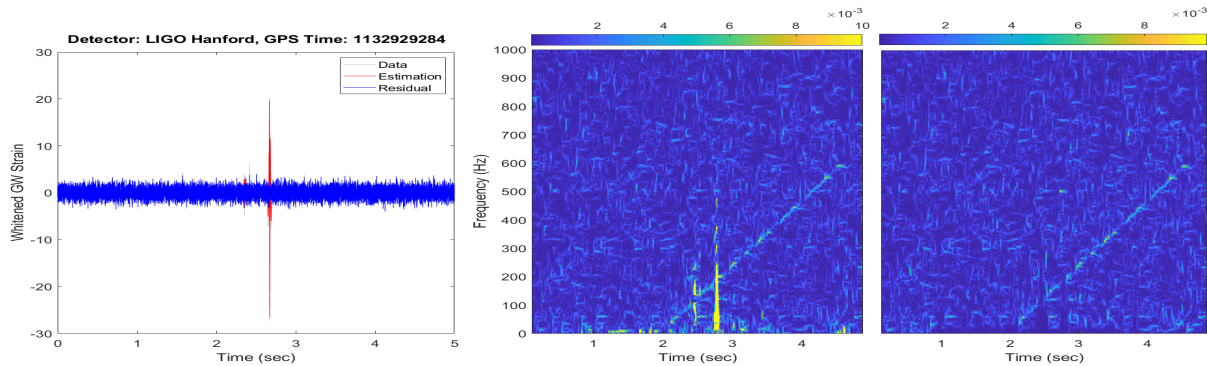 Detector: LIGO Hanford, GPS Time: 1132929284
30
20
10
0
-10
-20
-30
Whitened GW Strain
Data
Estimation
Residual
0 1 2 3 4 5
Time (sec)
×10-3
2 4 6 8 10
1000
900
800
700
600
500
400
300
200
100
0
Frequency (Hz)
1 2 3 4
Time (sec)
×10-3
2 4 6 8
1 2 3 4
Time (sec)